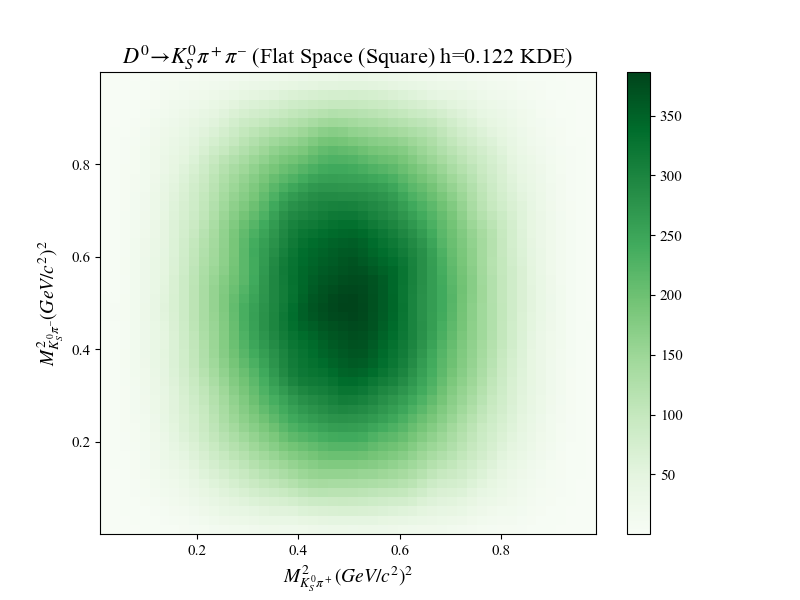 D⁰→K⁰_Sπ⁺π⁻ (Flat Space (Square) h=0.122 KDE)
350
300
250
200
150
100
50
0.8
0.6
0.4
0.2
M²_{K⁰_Sπ⁻}(GeV/c²)²
0.2 0.4 0.6 0.8
M²_{K⁰_Sπ⁺}(GeV/c²)²